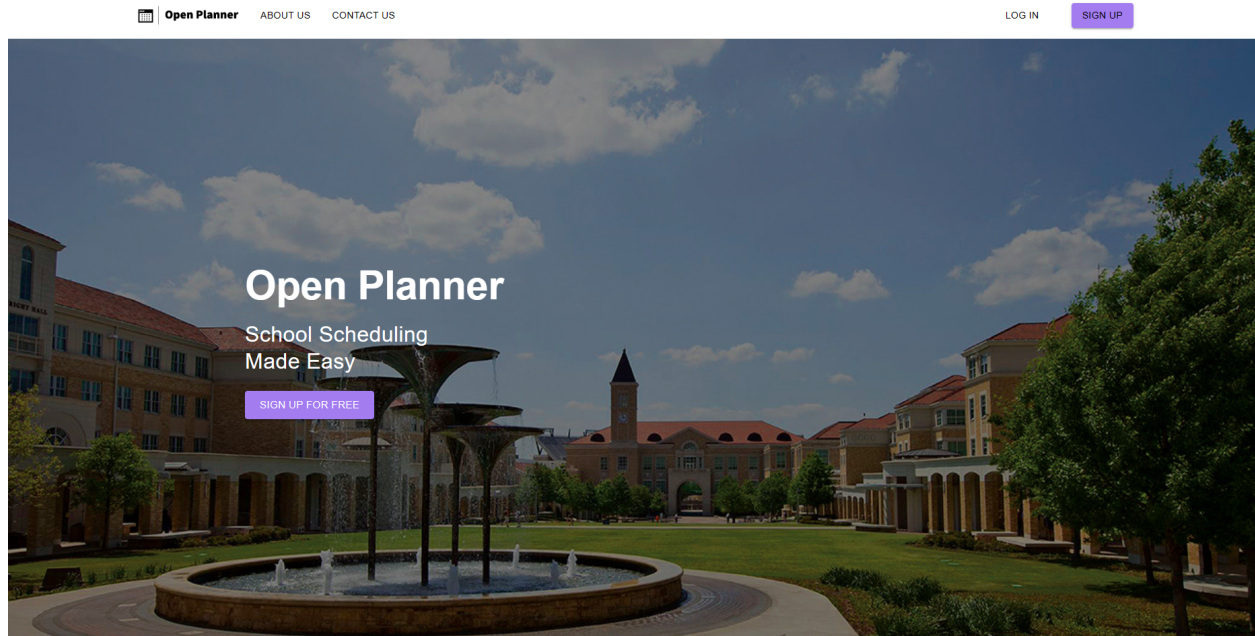 Open Planner
ABOUT US
CONTACT US
LOG IN
SIGN UP
Open Planner
School Scheduling
Made Easy
SIGN UP FOR FREE